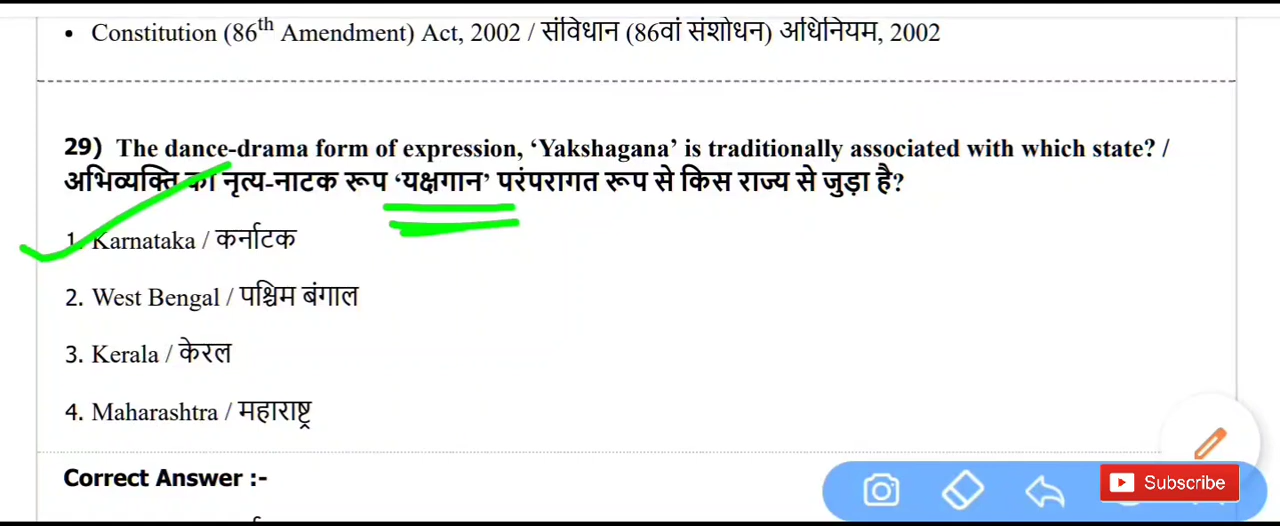 • Constitution (86th Amendment) Act, 2002 / संविधान (86वां संशोधन) अधिनियम, 2002
29) The dance-drama form of expression, ‘Yakshagana’ is traditionally associated with which state? /
अभिव्यक्ति का नृत्य-नाटक रूप ‘यक्षगान’ परंपरागत रूप से किस राज्य से जुड़ा है?
1. Karnataka / कर्नाटक
2. West Bengal / पश्चिम बंगाल
3. Kerala / केरल
4. Maharashtra / महाराष्ट्र
Correct Answer :-
Subscribe